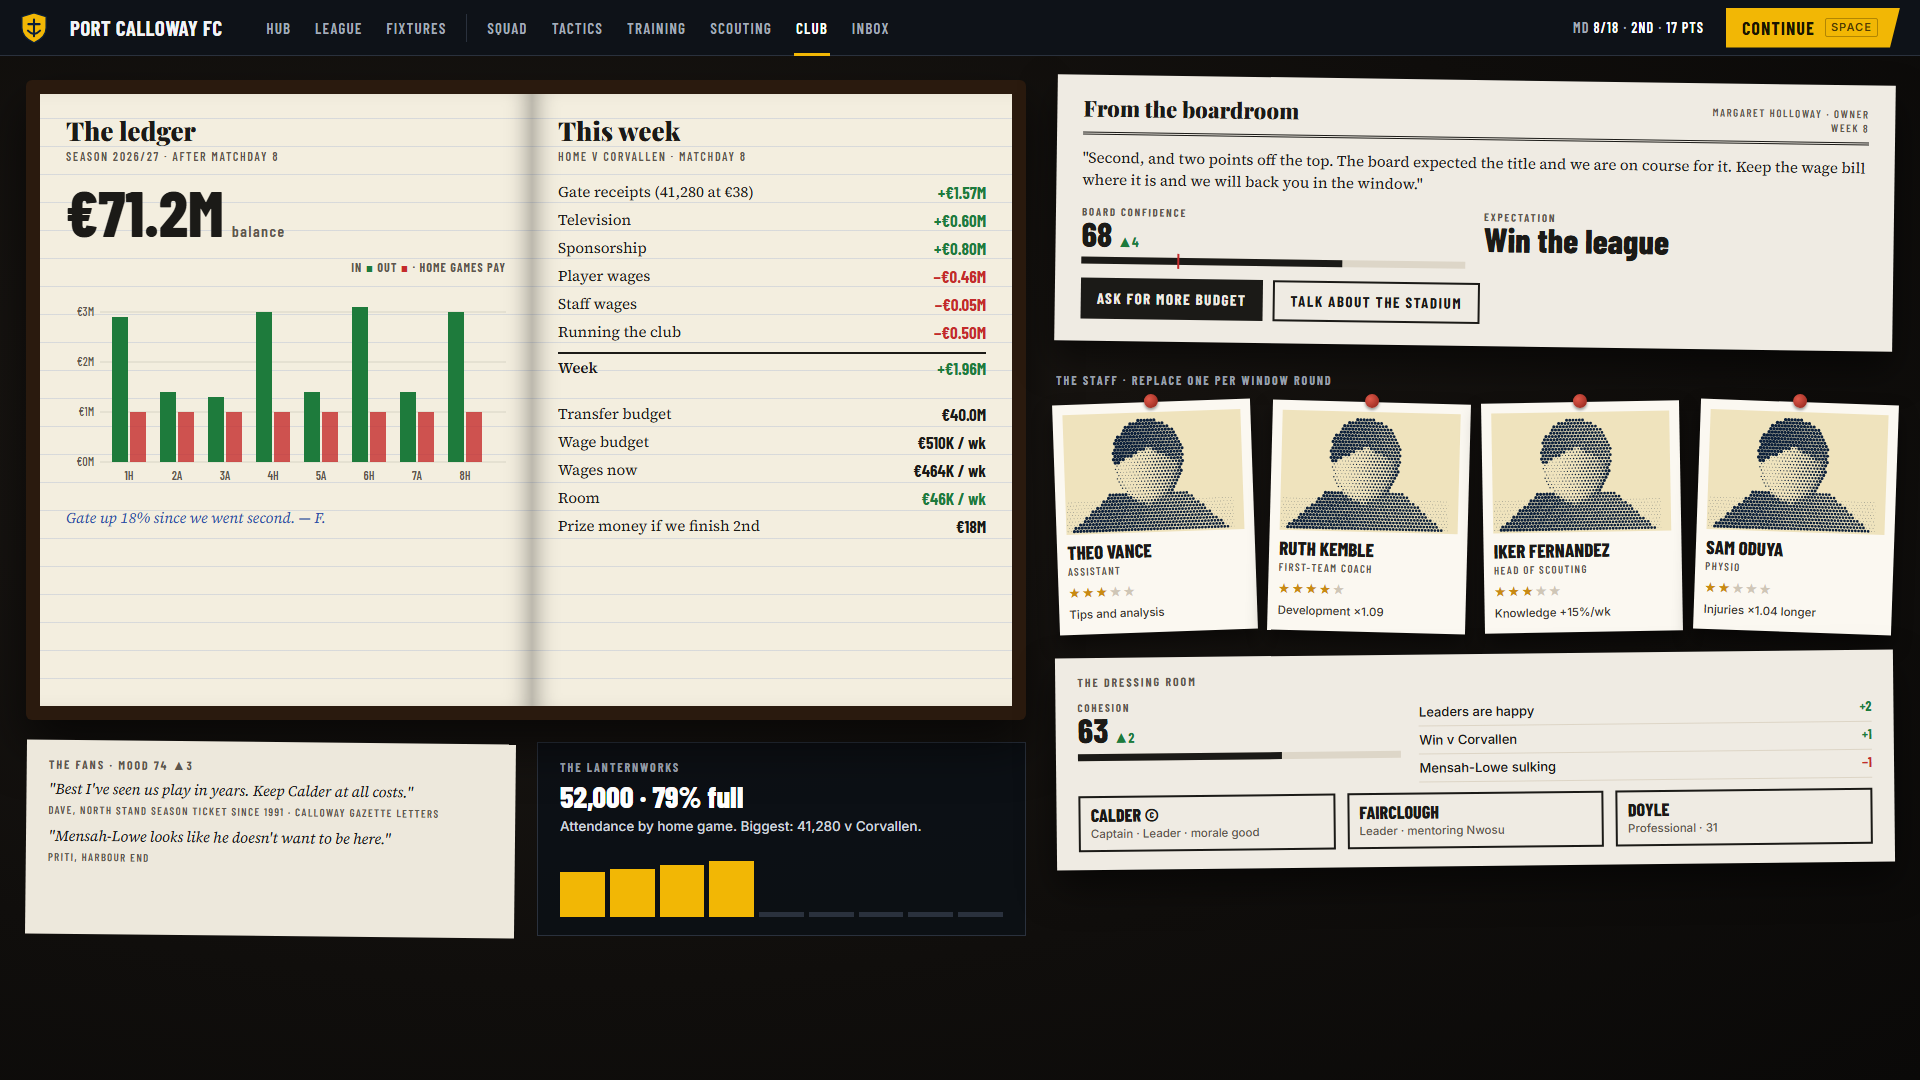 PORT CALLOWAY FC
HUB LEAGUE FIXTURES SQUAD TACTICS TRAINING SCOUTING CLUB INBOX
MD 8/18 · 2ND · 17 PTS
CONTINUE SPACE
The ledger
SEASON 2026/27 · AFTER MATCHDAY 8
€71.2M balance
IN ■ OUT ■ · HOME GAMES PAY
€3M
€2M
€1M
€0M
1H 2A 3A 4H 5A 6H 7A 8H
Gate up 18% since we went second. — F.
This week
HOME V CORVALLEN · MATCHDAY 8
Gate receipts (41,280 at €38) +€1.57M
Television +€0.60M
Sponsorship +€0.80M
Player wages −€0.46M
Staff wages −€0.05M
Running the club −€0.50M
Week +€1.96M
Transfer budget €40.0M
Wage budget €510K / wk
Wages now €464K / wk
Room €46K / wk
Prize money if we finish 2nd €18M
THE FANS · MOOD 74 ▲3
"Best I've seen us play in years. Keep Calder at all costs."
DAVE, NORTH STAND SEASON TICKET SINCE 1991 · CALLOWAY GAZETTE LETTERS
"Mensah-Lowe looks like he doesn't want to be here."
PRITI, HARBOUR END
THE LANTERNWORKS
52,000 · 79% full
Attendance by home game. Biggest: 41,280 v Corvallen.
From the boardroom
MARGARET HOLLOWAY · OWNER
WEEK 8
"Second, and two points off the top. The board expected the title and we are on course for it. Keep the wage bill
where it is and we will back you in the window."
BOARD CONFIDENCE
68 ▲4
EXPECTATION
Win the league
ASK FOR MORE BUDGET
TALK ABOUT THE STADIUM
THE STAFF · REPLACE ONE PER WINDOW ROUND
THEO VANCE
ASSISTANT
★★★★★
Tips and analysis
RUTH KEMBLE
FIRST-TEAM COACH
★★★★★
Development ×1.09
IKER FERNANDEZ
HEAD OF SCOUTING
★★★★★
Knowledge +15%/wk
SAM ODUYA
PHYSIO
★★★★★
Injuries ×1.04 longer
THE DRESSING ROOM
COHESION
63 ▲2
Leaders are happy +2
Win v Corvallen +1
Mensah-Lowe sulking −1
CALDER ©
Captain · Leader · morale good
FAIRCLOUGH
Leader · mentoring Nwosu
DOYLE
Professional · 31